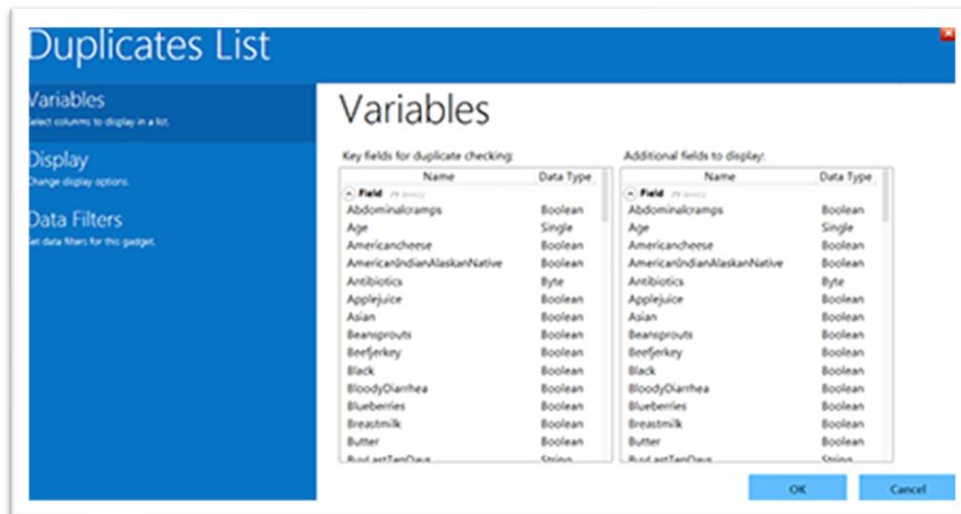 Duplicates List
Variables
Select columns to display in a list.
Display
Change display options.
Data Filters
Set data filters for this gadget.
Variables
Key fields for duplicate checking:
Name Data Type
Field
Abdominalcramps Boolean
Age Single
Americancheese Boolean
AmericanIndianAlaskanNative Boolean
Antibiotics Byte
Applejuice Boolean
Asian Boolean
Beansprouts Boolean
Beefjerkey Boolean
Black Boolean
BloodyDiarrhea Boolean
Blueberries Boolean
Breastmilk Boolean
Butter Boolean
BuyLastTenDays String
Additional fields to display:
Name Data Type
Field
Abdominalcramps Boolean
Age Single
Americancheese Boolean
AmericanIndianAlaskanNative Boolean
Antibiotics Byte
Applejuice Boolean
Asian Boolean
Beansprouts Boolean
Beefjerkey Boolean
Black Boolean
BloodyDiarrhea Boolean
Blueberries Boolean
Breastmilk Boolean
Butter Boolean
BuyLastTenDays String
OK Cancel